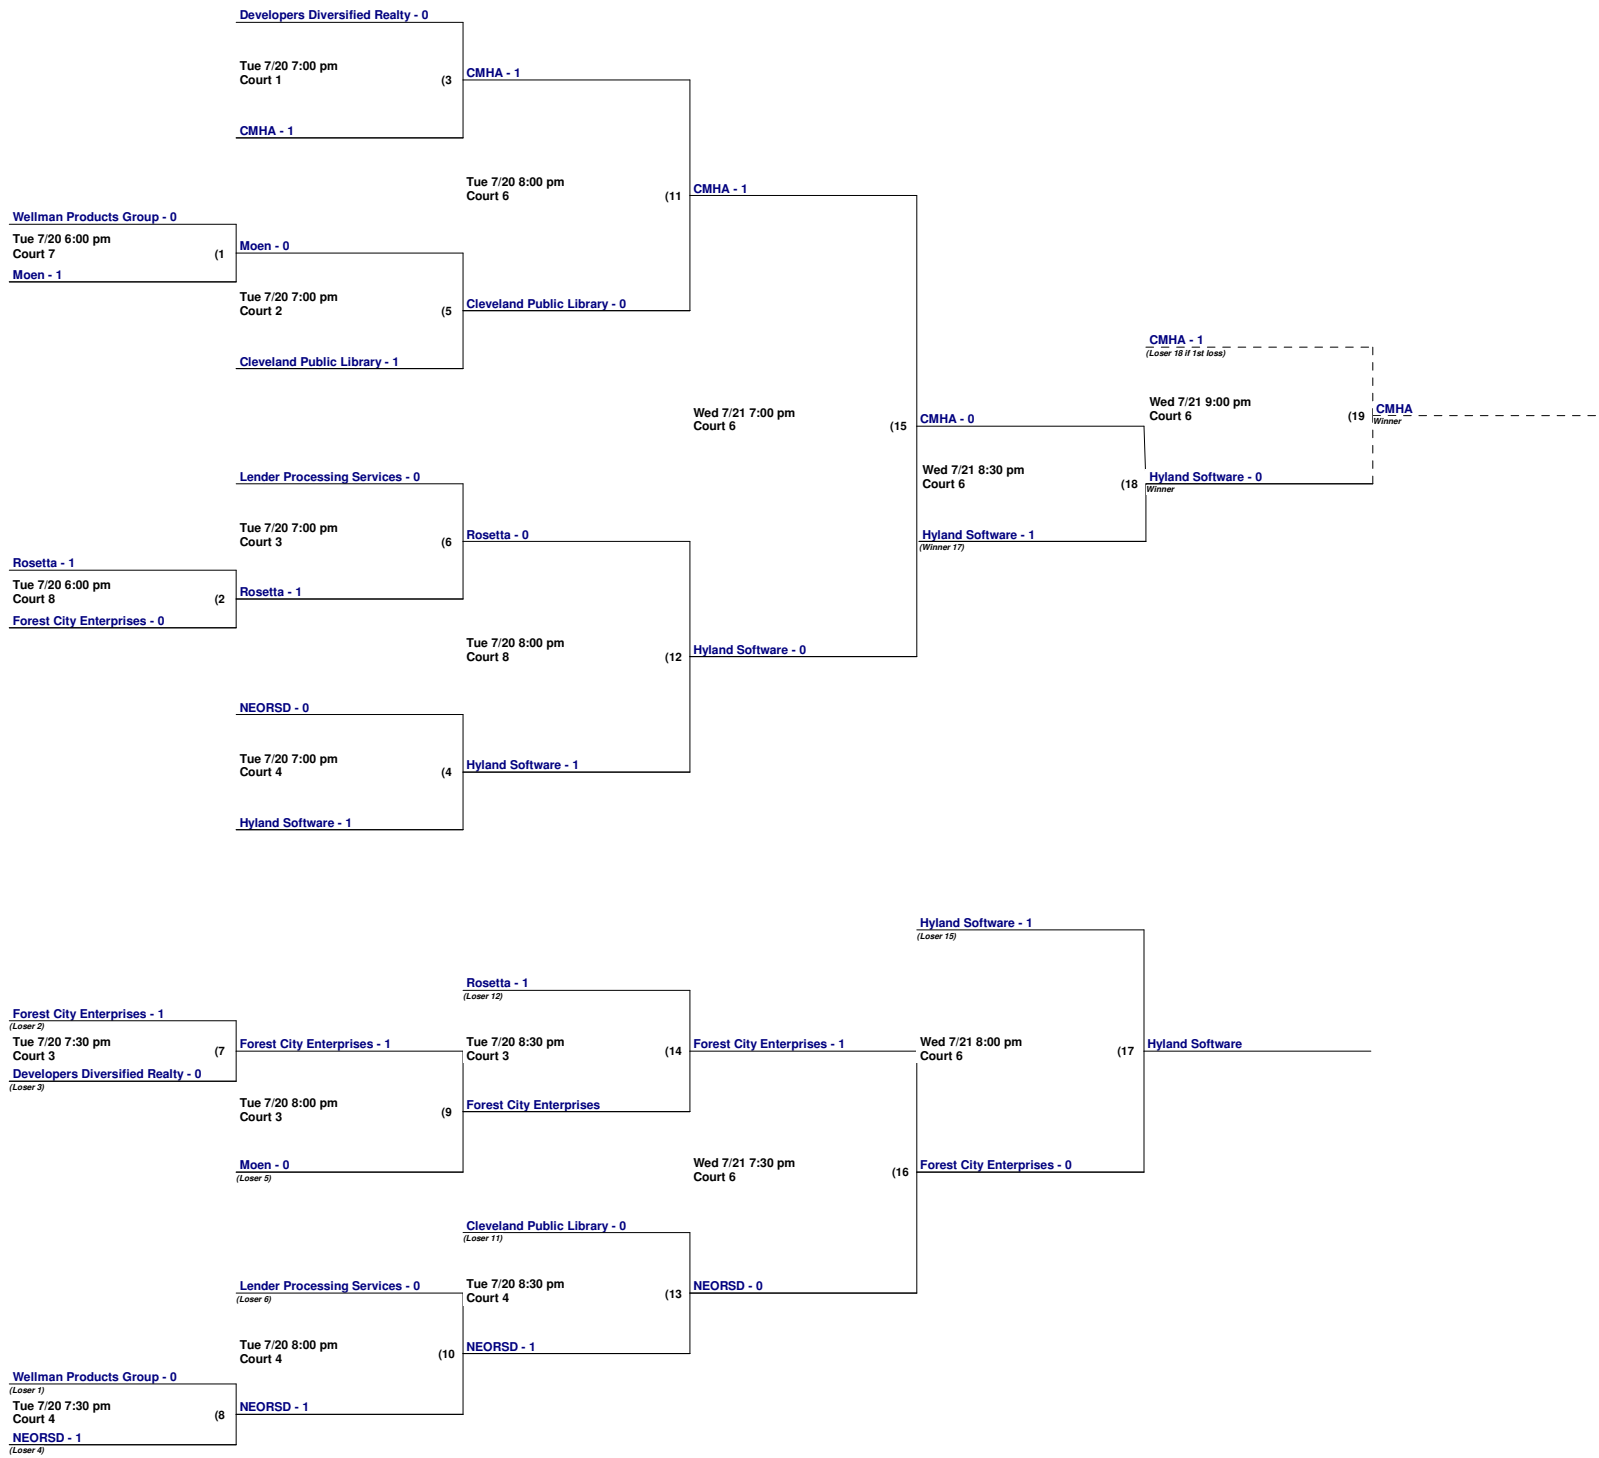 Developers Diversified Realty - 0
Tue 7/20 7:00 pm
Court 1
(3
CMHA - 1
CMHA - 1
Tue 7/20 8:00 pm
Court 6
(11
CMHA - 1
Wellman Products Group - 0
Tue 7/20 6:00 pm
Court 7
(1
Moen - 1
Moen - 0
Tue 7/20 7:00 pm
Court 2
(5
Cleveland Public Library - 0
Cleveland Public Library - 1
CMHA - 1
(Loser 18 if 1st loss)
Wed 7/21 9:00 pm
Court 6
(19
CMHA
Winner
Wed 7/21 7:00 pm
Court 6
(15
CMHA - 0
Wed 7/21 8:30 pm
Court 6
(18
Hyland Software - 0
Winner
Hyland Software - 1
(Winner 17)
Lender Processing Services - 0
Tue 7/20 7:00 pm
Court 3
(6
Rosetta - 0
Rosetta - 1
Tue 7/20 6:00 pm
Court 8
(2
Rosetta - 1
Forest City Enterprises - 0
Tue 7/20 8:00 pm
Court 8
(12
Hyland Software - 0
NEORSD - 0
Tue 7/20 7:00 pm
Court 4
(4
Hyland Software - 1
Hyland Software - 1
Hyland Software - 1
(Loser 15)
Rosetta - 1
(Loser 12)
Forest City Enterprises - 1
(Loser 2)
Tue 7/20 7:30 pm
Court 3
(7
Developers Diversified Realty - 0
(Loser 3)
Forest City Enterprises - 1
Tue 7/20 8:30 pm
Court 3
(14
Forest City Enterprises - 1
Wed 7/21 8:00 pm
Court 6
(17
Hyland Software
Tue 7/20 8:00 pm
Court 3
(9
Forest City Enterprises
Moen - 0
(Loser 5)
Wed 7/21 7:30 pm
Court 6
(16
Forest City Enterprises - 0
Cleveland Public Library - 0
(Loser 11)
Lender Processing Services - 0
(Loser 6)
Tue 7/20 8:30 pm
Court 4
(13
NEORSD - 0
Tue 7/20 8:00 pm
Court 4
(10
NEORSD - 1
Wellman Products Group - 0
(Loser 1)
Tue 7/20 7:30 pm
Court 4
(8
NEORSD - 1
NEORSD - 1
(Loser 4)